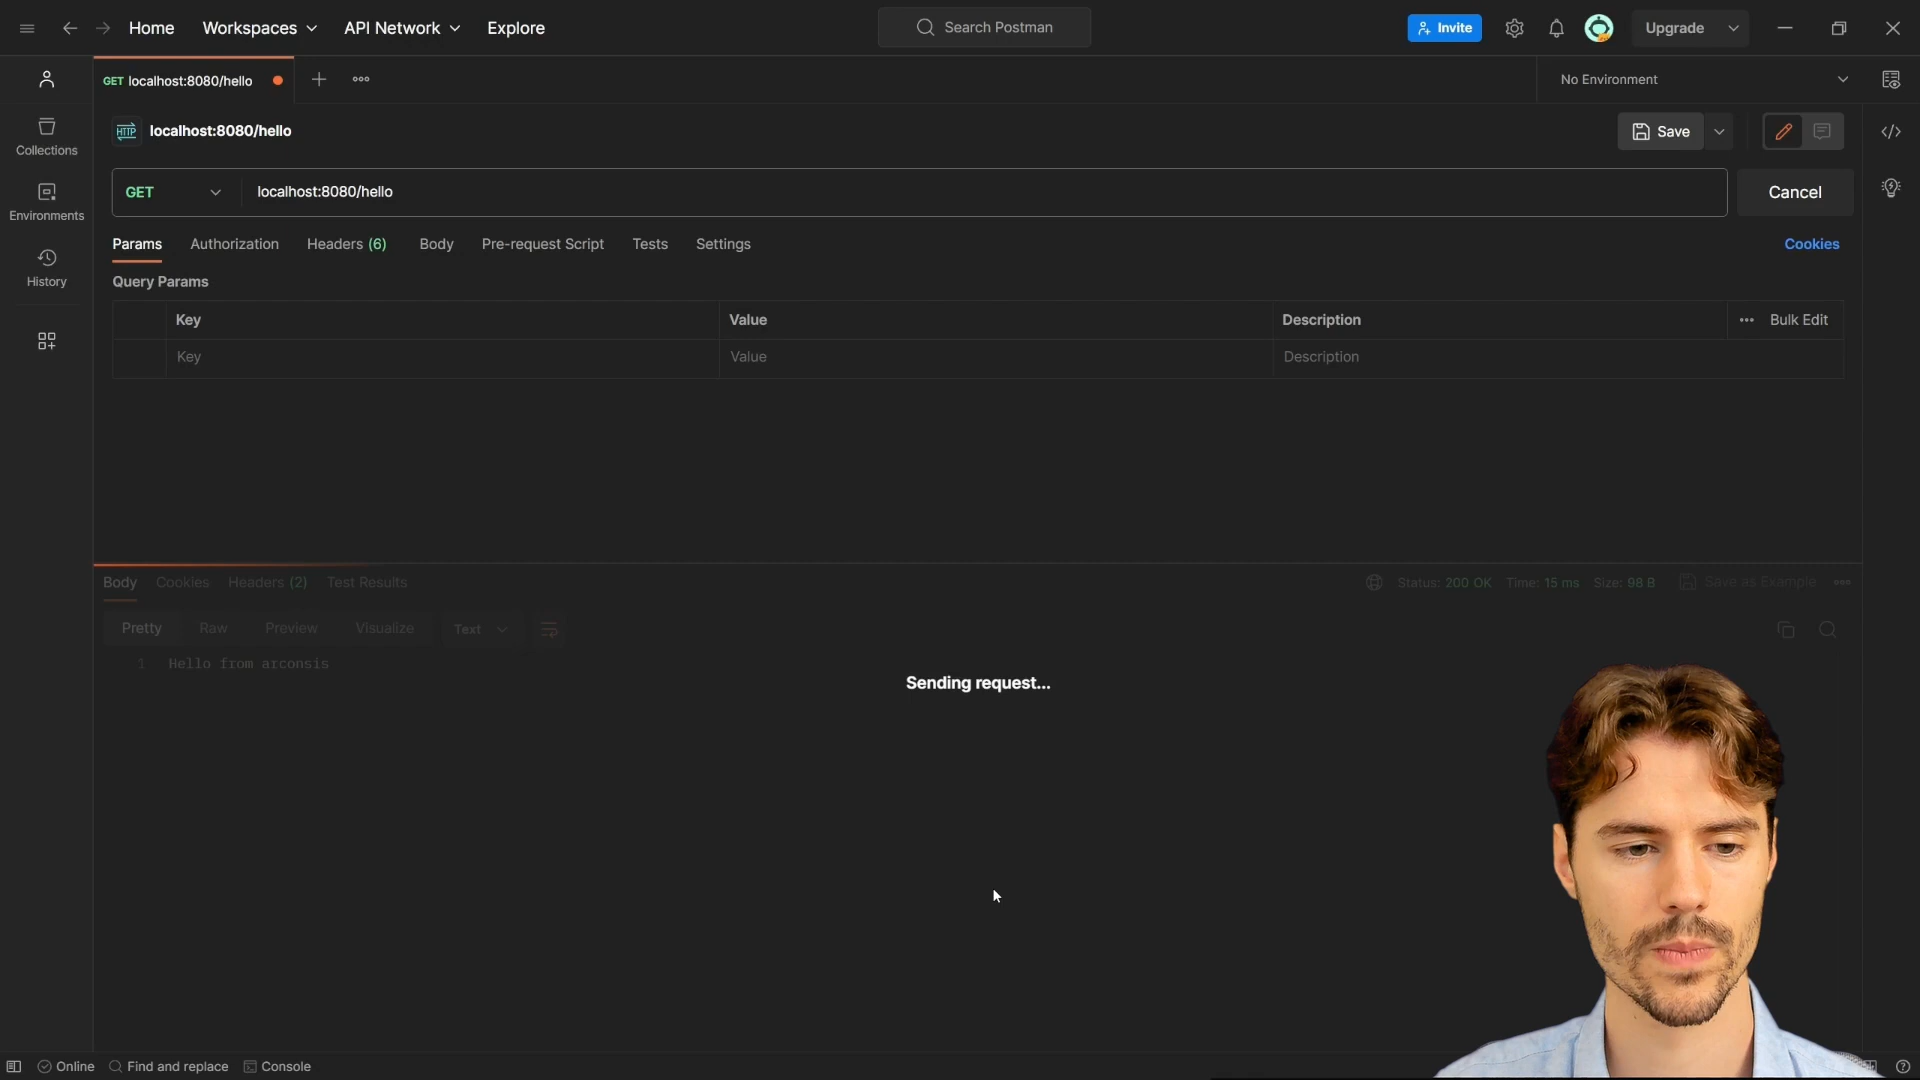 Home Workspaces API Network Explore Search Postman Invite Upgrade
GET localhost:8080/hello No Environment
HTTP localhost:8080/hello Save
Collections
GET localhost:8080/hello Cancel
Environments
Params Authorization Headers (6) Body Pre-request Script Tests Settings Cookies
History
Query Params
Key Value Description Bulk Edit
Key Value Description
Body Cookies Headers (2) Test Results Status: 200 OK Time: 15 ms Size: 98 B Save as Example
Pretty Raw Preview Visualize Text
1 Hello from arconsis
Sending request...
Online Find and replace Console